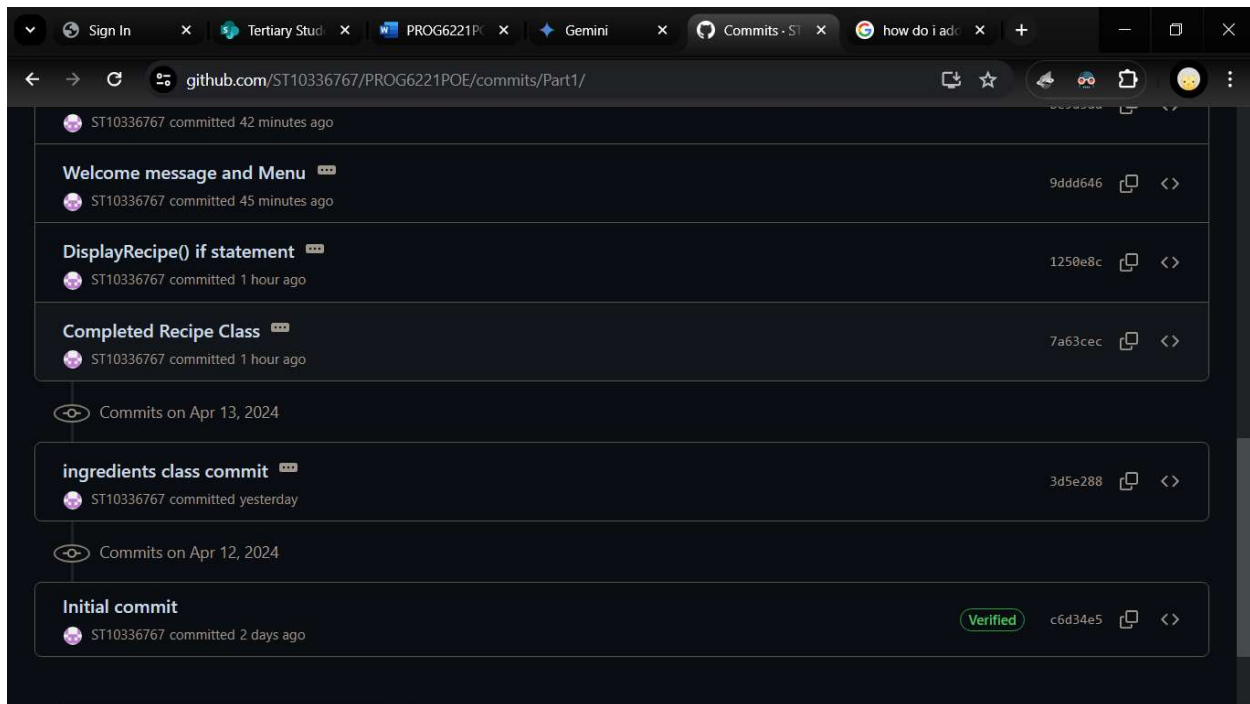 Sign In
Tertiary Stud
PROG6221P
Gemini
Commits · ST
how do i add
github.com/ST10336767/PROG6221POE/commits/Part1/
ST10336767 committed 42 minutes ago
Welcome message and Menu
9ddd646
ST10336767 committed 45 minutes ago
DisplayRecipe() if statement
1250e8c
ST10336767 committed 1 hour ago
Completed Recipe Class
7a63cec
ST10336767 committed 1 hour ago
Commits on Apr 13, 2024
ingredients class commit
3d5e288
ST10336767 committed yesterday
Commits on Apr 12, 2024
Initial commit
Verified c6d34e5
ST10336767 committed 2 days ago